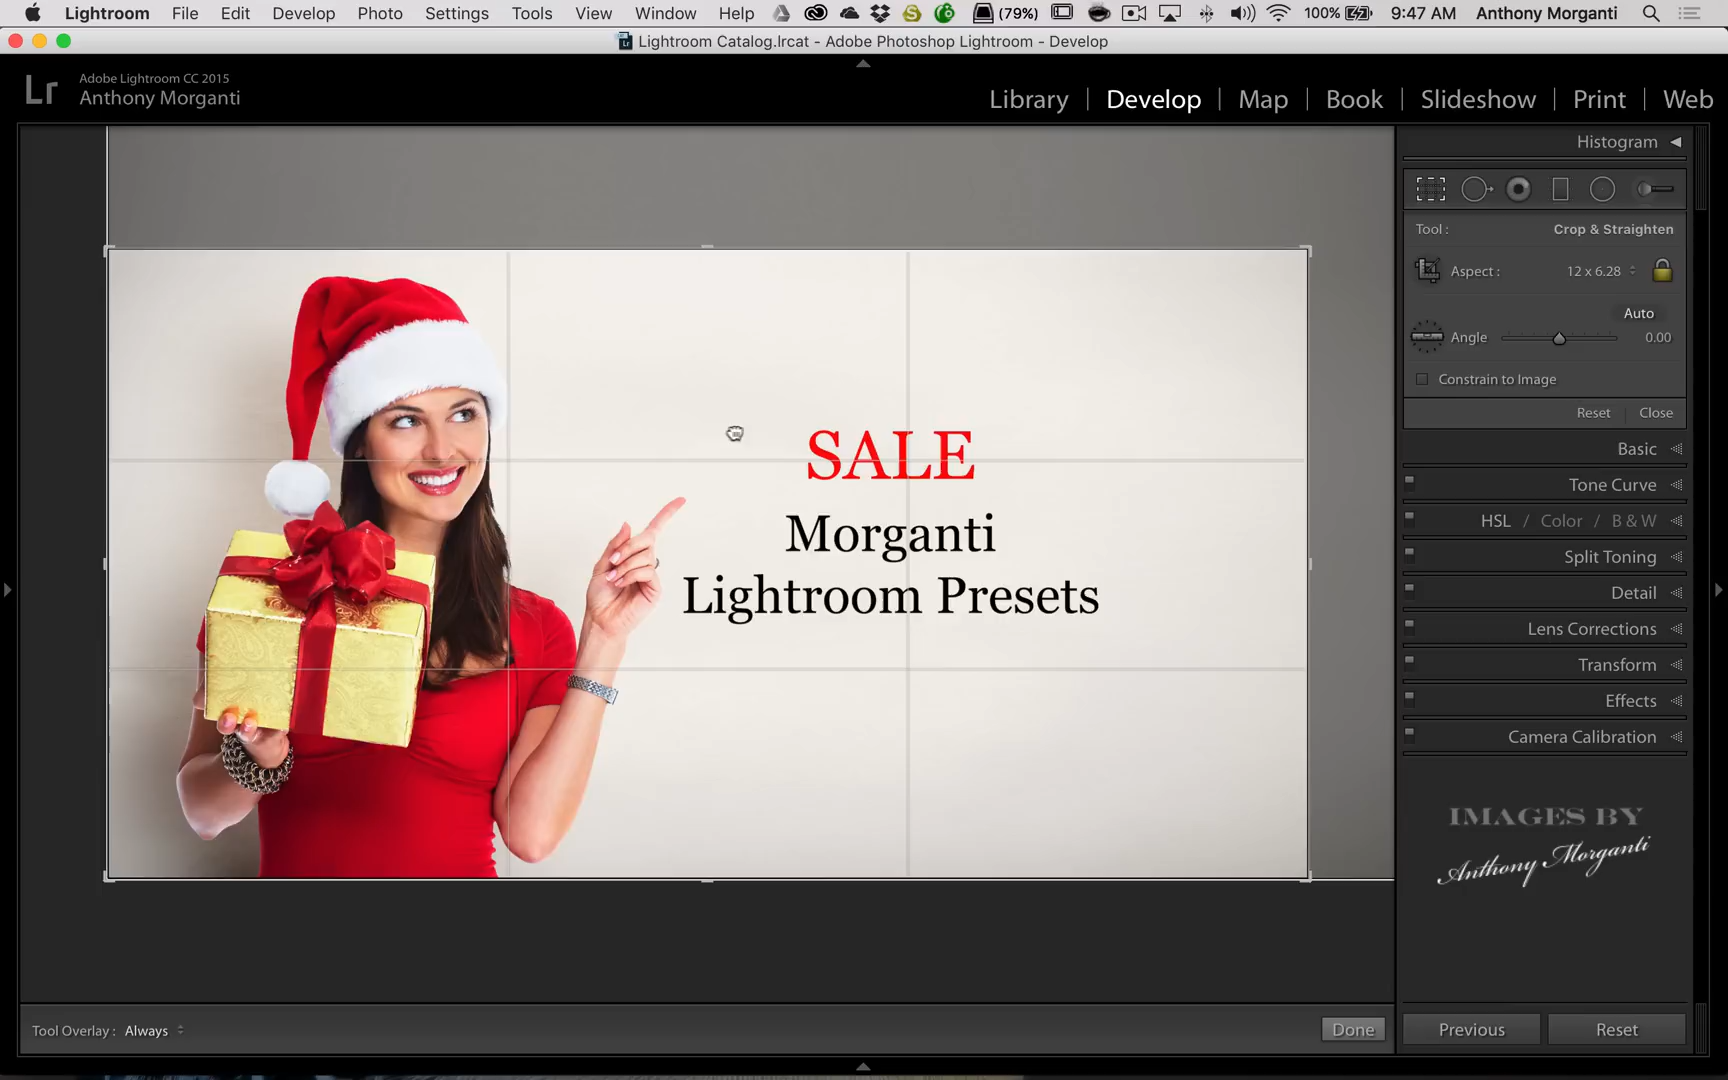 Lightroom File Edit Develop Photo Settings Tools View Window Help (79%) 100% 9:47 AM Anthony Morganti
Lightroom Catalog.lrcat - Adobe Photoshop Lightroom - Develop
Lr
Adobe Lightroom CC 2015
Anthony Morganti
Library | Develop | Map | Book | Slideshow | Print | Web
Histogram
Tool : Crop & Straighten
Aspect : 12 x 6.28
Auto
Angle 0.00
Constrain to Image
Reset Close
Basic
Tone Curve
HSL / Color / B & W
Split Toning
Detail
Lens Corrections
Transform
Effects
Camera Calibration
SALE
Morganti
Lightroom Presets
IMAGES BY
Anthony Morganti
Tool Overlay : Always
Done
Previous
Reset